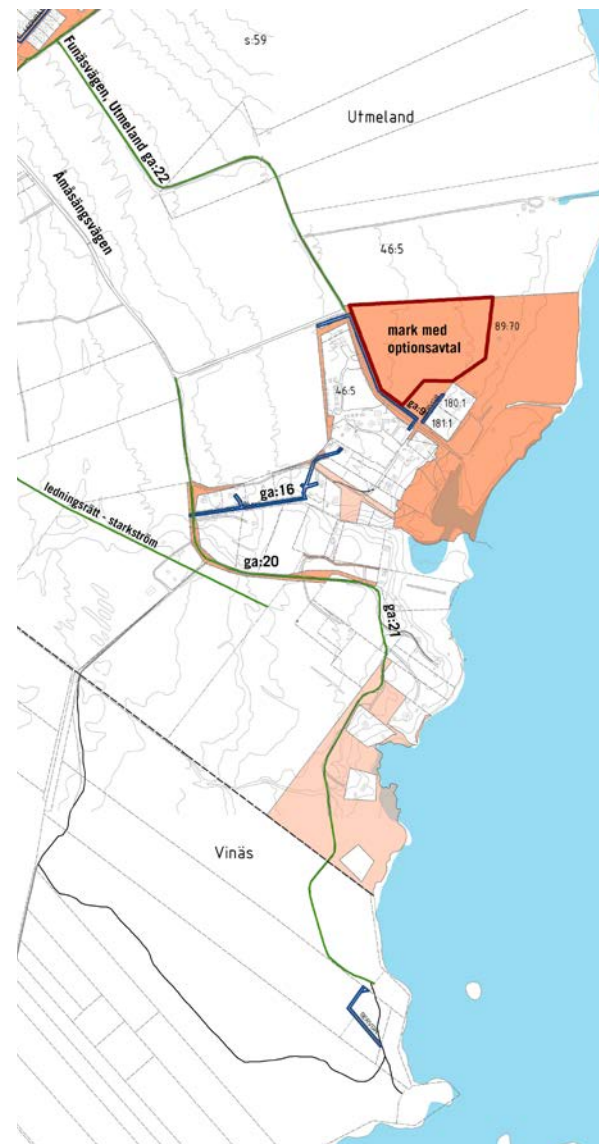 s:59
Funäsvägen, Utmeland ga:22
Utmeland
Åmåsängsvägen
46:5
mark med
optionsavtal
89:70
46:5
ga:9
180:1
181:1
ga:16
ledningsrätt - starkström
ga:20
ga:21
Vinäs